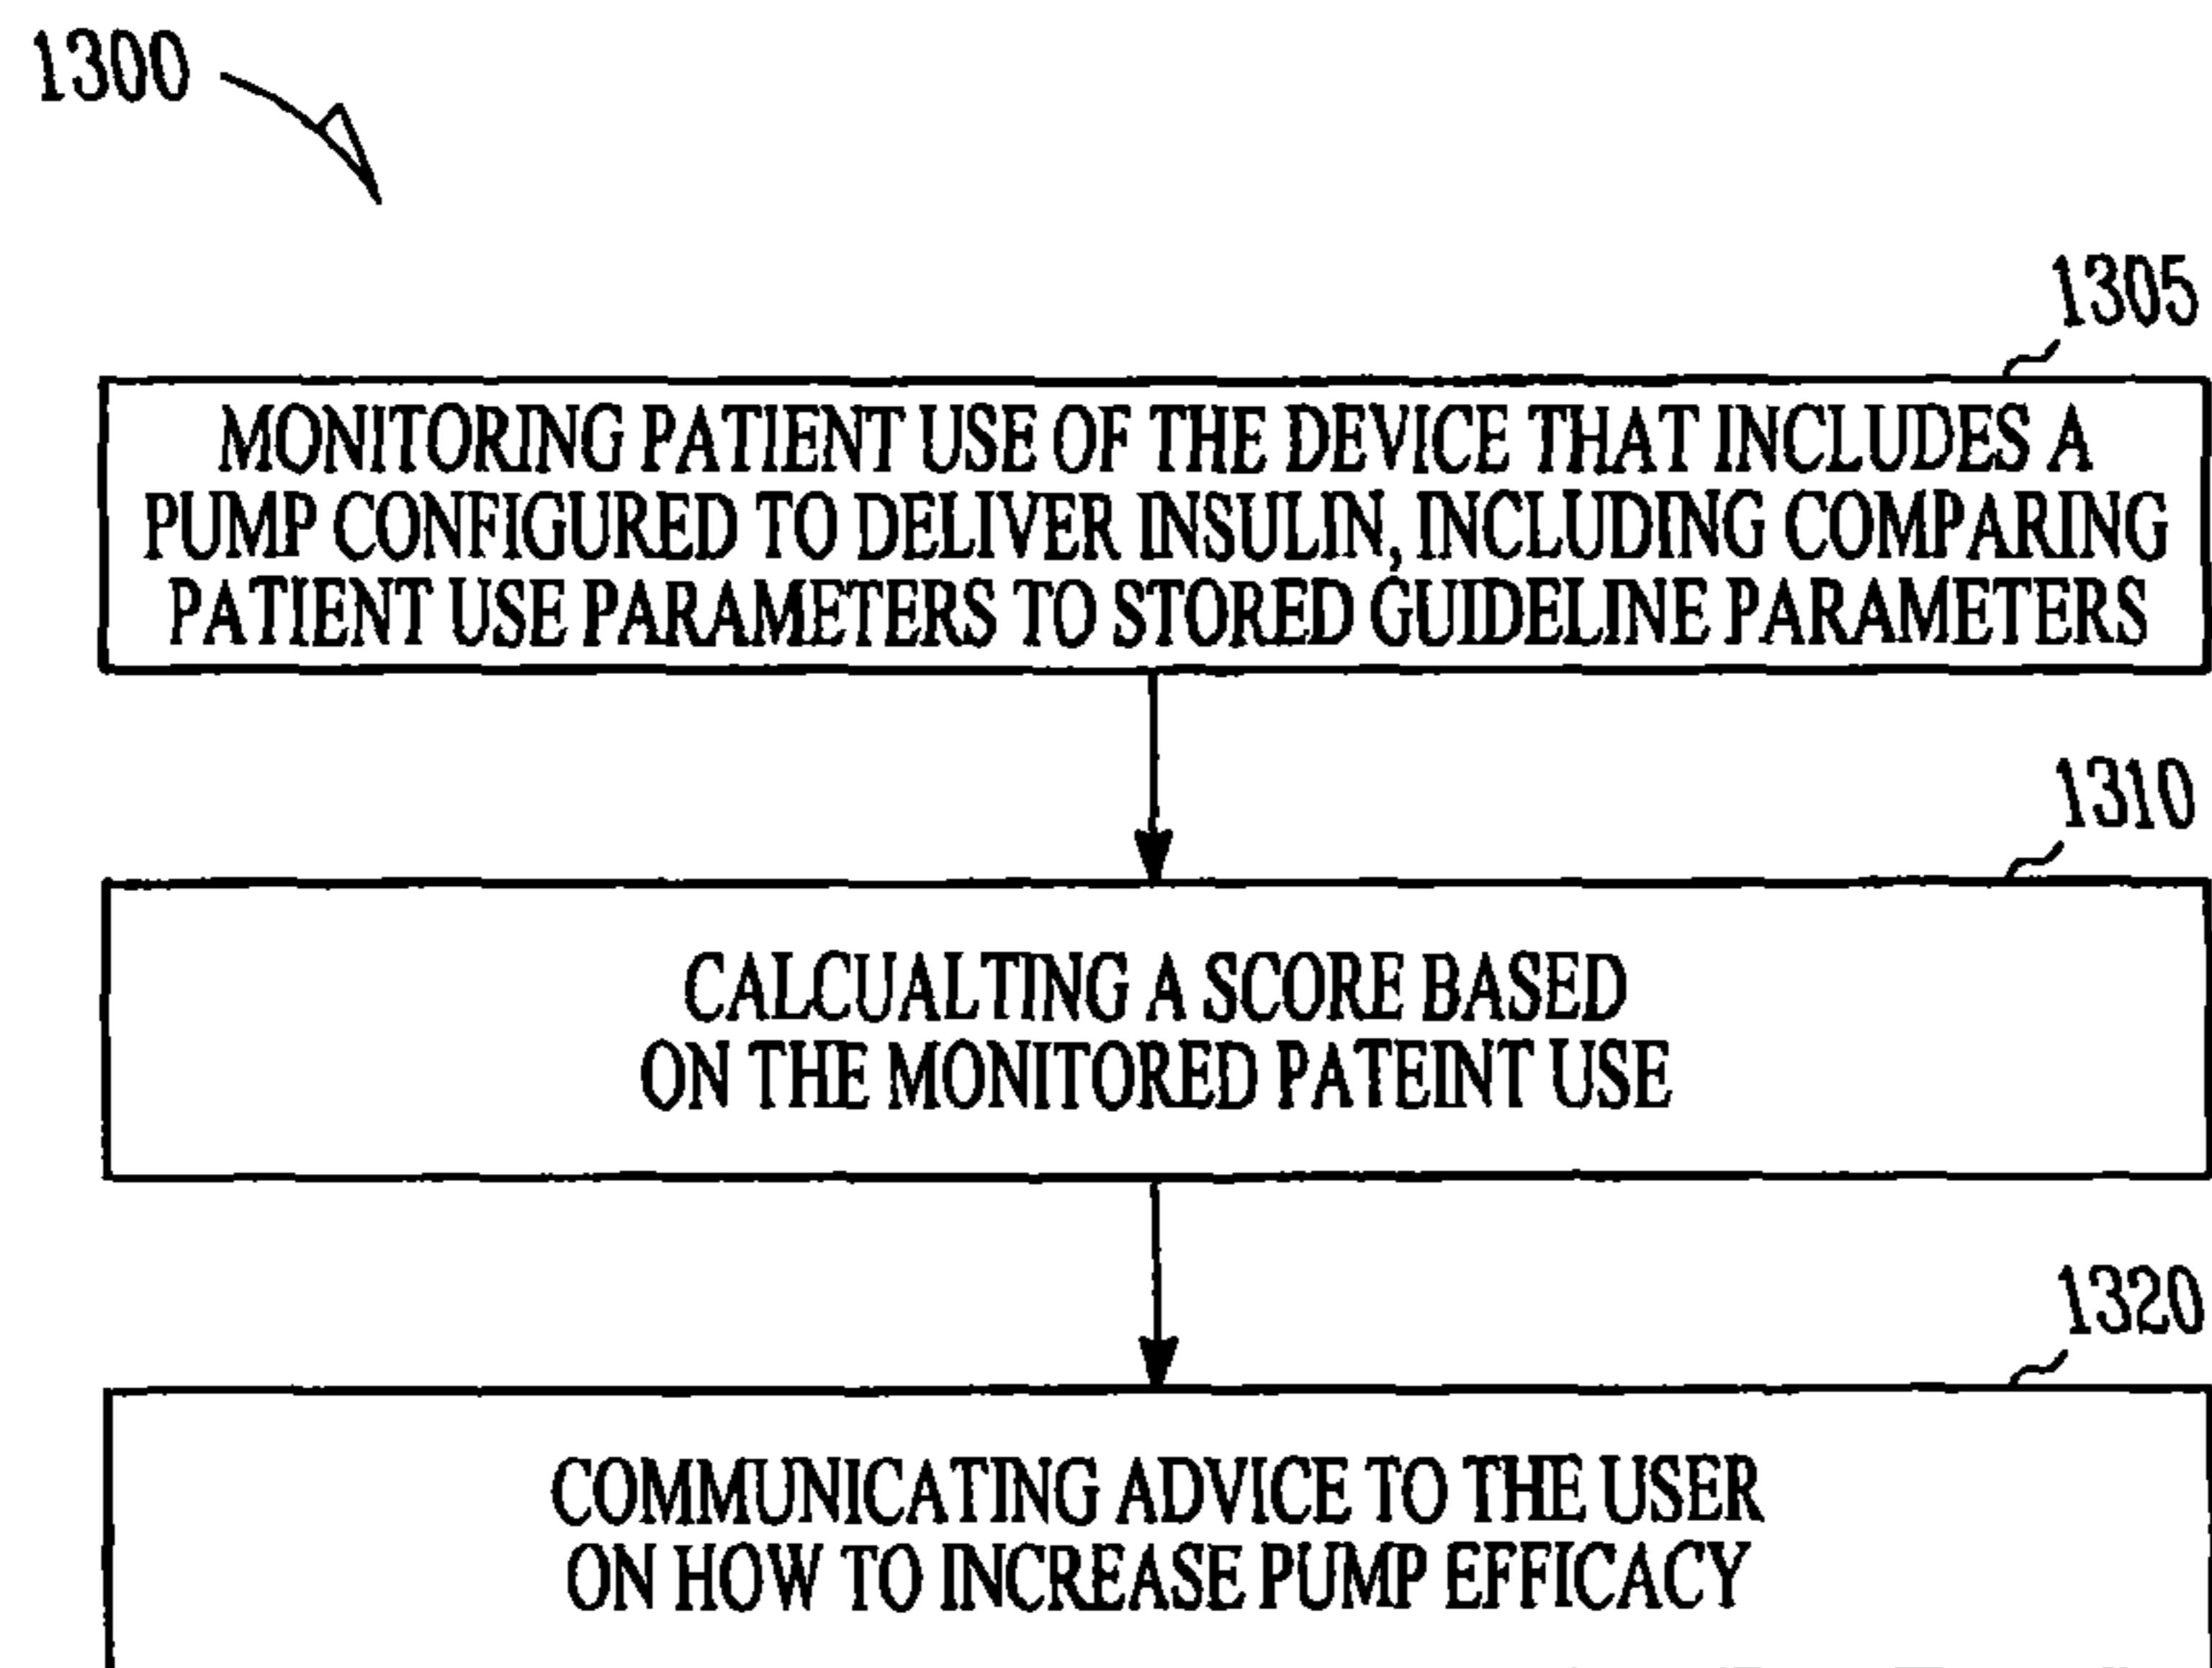 1300
1305
MONITORING PATIENT USE OF THE DEVICE THAT INCLUDES A
PUMP CONFIGURED TO DELIVER INSULIN, INCLUDING COMPARING
PATIENT USE PARAMETERS TO STORED GUIDELINE PARAMETERS
1310
CALCUALTING A SCORE BASED
ON THE MONITORED PATEINT USE
1320
COMMUNICATING ADVICE TO THE USER
ON HOW TO INCREASE PUMP EFFICACY